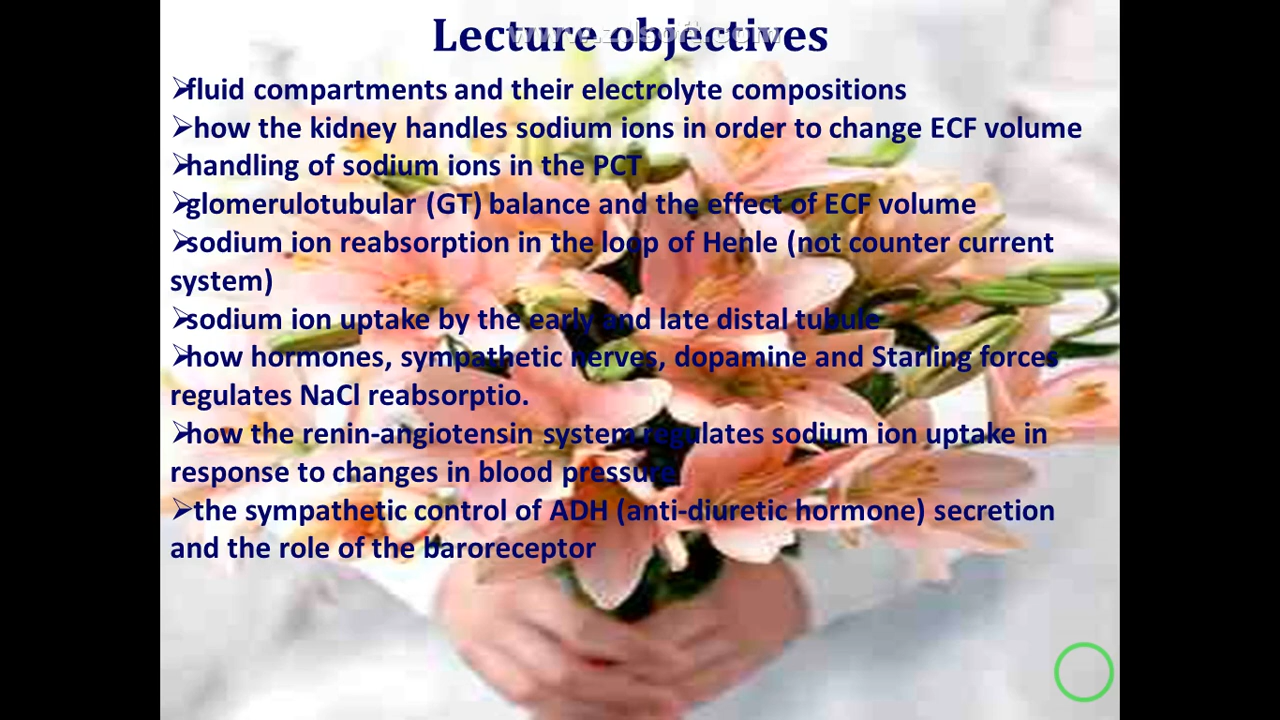 Lecture objectives
➢fluid compartments and their electrolyte compositions
➢how the kidney handles sodium ions in order to change ECF volume
➢handling of sodium ions in the PCT
➢glomerulotubular (GT) balance and the effect of ECF volume
➢sodium ion reabsorption in the loop of Henle (not counter current
system)
➢sodium ion uptake by the early and late distal tubule
➢how hormones, sympathetic nerves, dopamine and Starling forces
regulates NaCl reabsorptio.
➢how the renin-angiotensin system regulates sodium ion uptake in
response to changes in blood pressure
➢the sympathetic control of ADH (anti-diuretic hormone) secretion
and the role of the baroreceptor